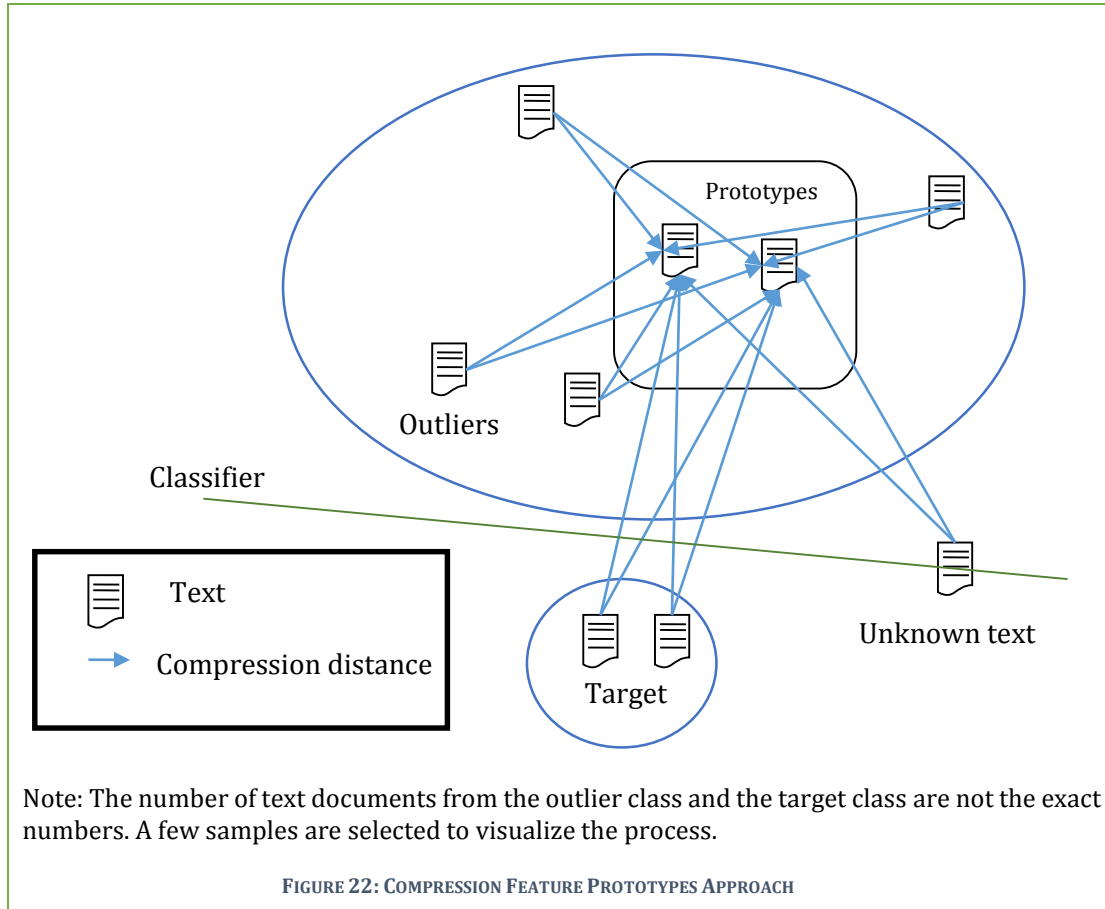 Prototypes
Outliers
Classifier
Text
Compression distance
Unknown text
Target
Note: The number of text documents from the outlier class and the target class are not the exact
numbers. A few samples are selected to visualize the process.
FIGURE 22: COMPRESSION FEATURE PROTOTYPES APPROACH